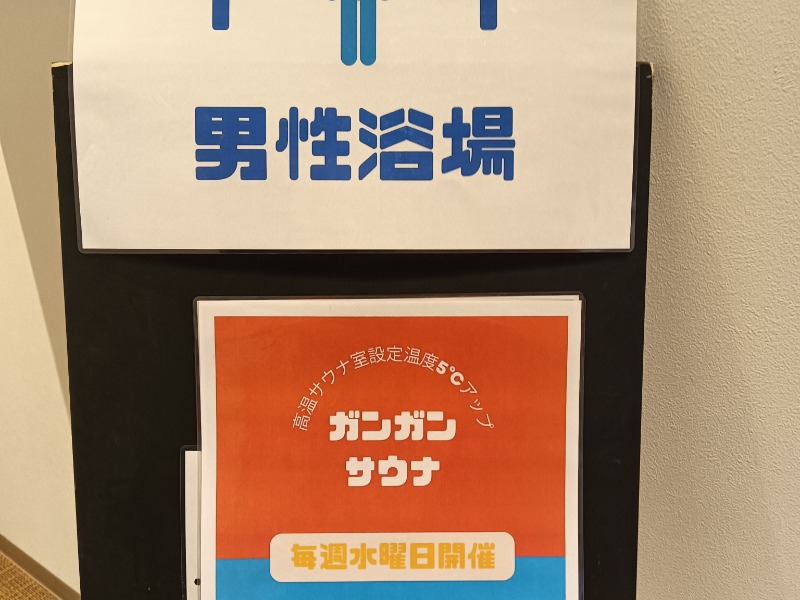 男性浴場
高温サウナ室設定温度5℃アップ
ガンガン
サウナ
毎週水曜日開催